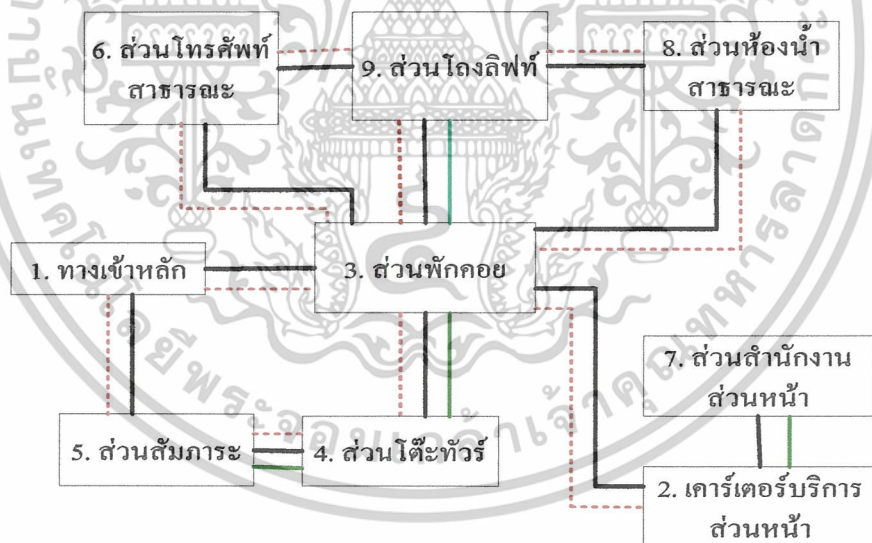 6. ส่วนโทรศัพท์
สาธารณะ
9. ส่วนโถงลิฟท์
8. ส่วนห้องน้ำ
สาธารณะ
1. ทางเข้าหลัก
3. ส่วนพักคอย
7. ส่วนสำนักงาน
ส่วนหน้า
5. ส่วนสัมภาระ
4. ส่วนโต๊ะทัวร์
2. เคาร์เตอร์บริการ
ส่วนหน้า